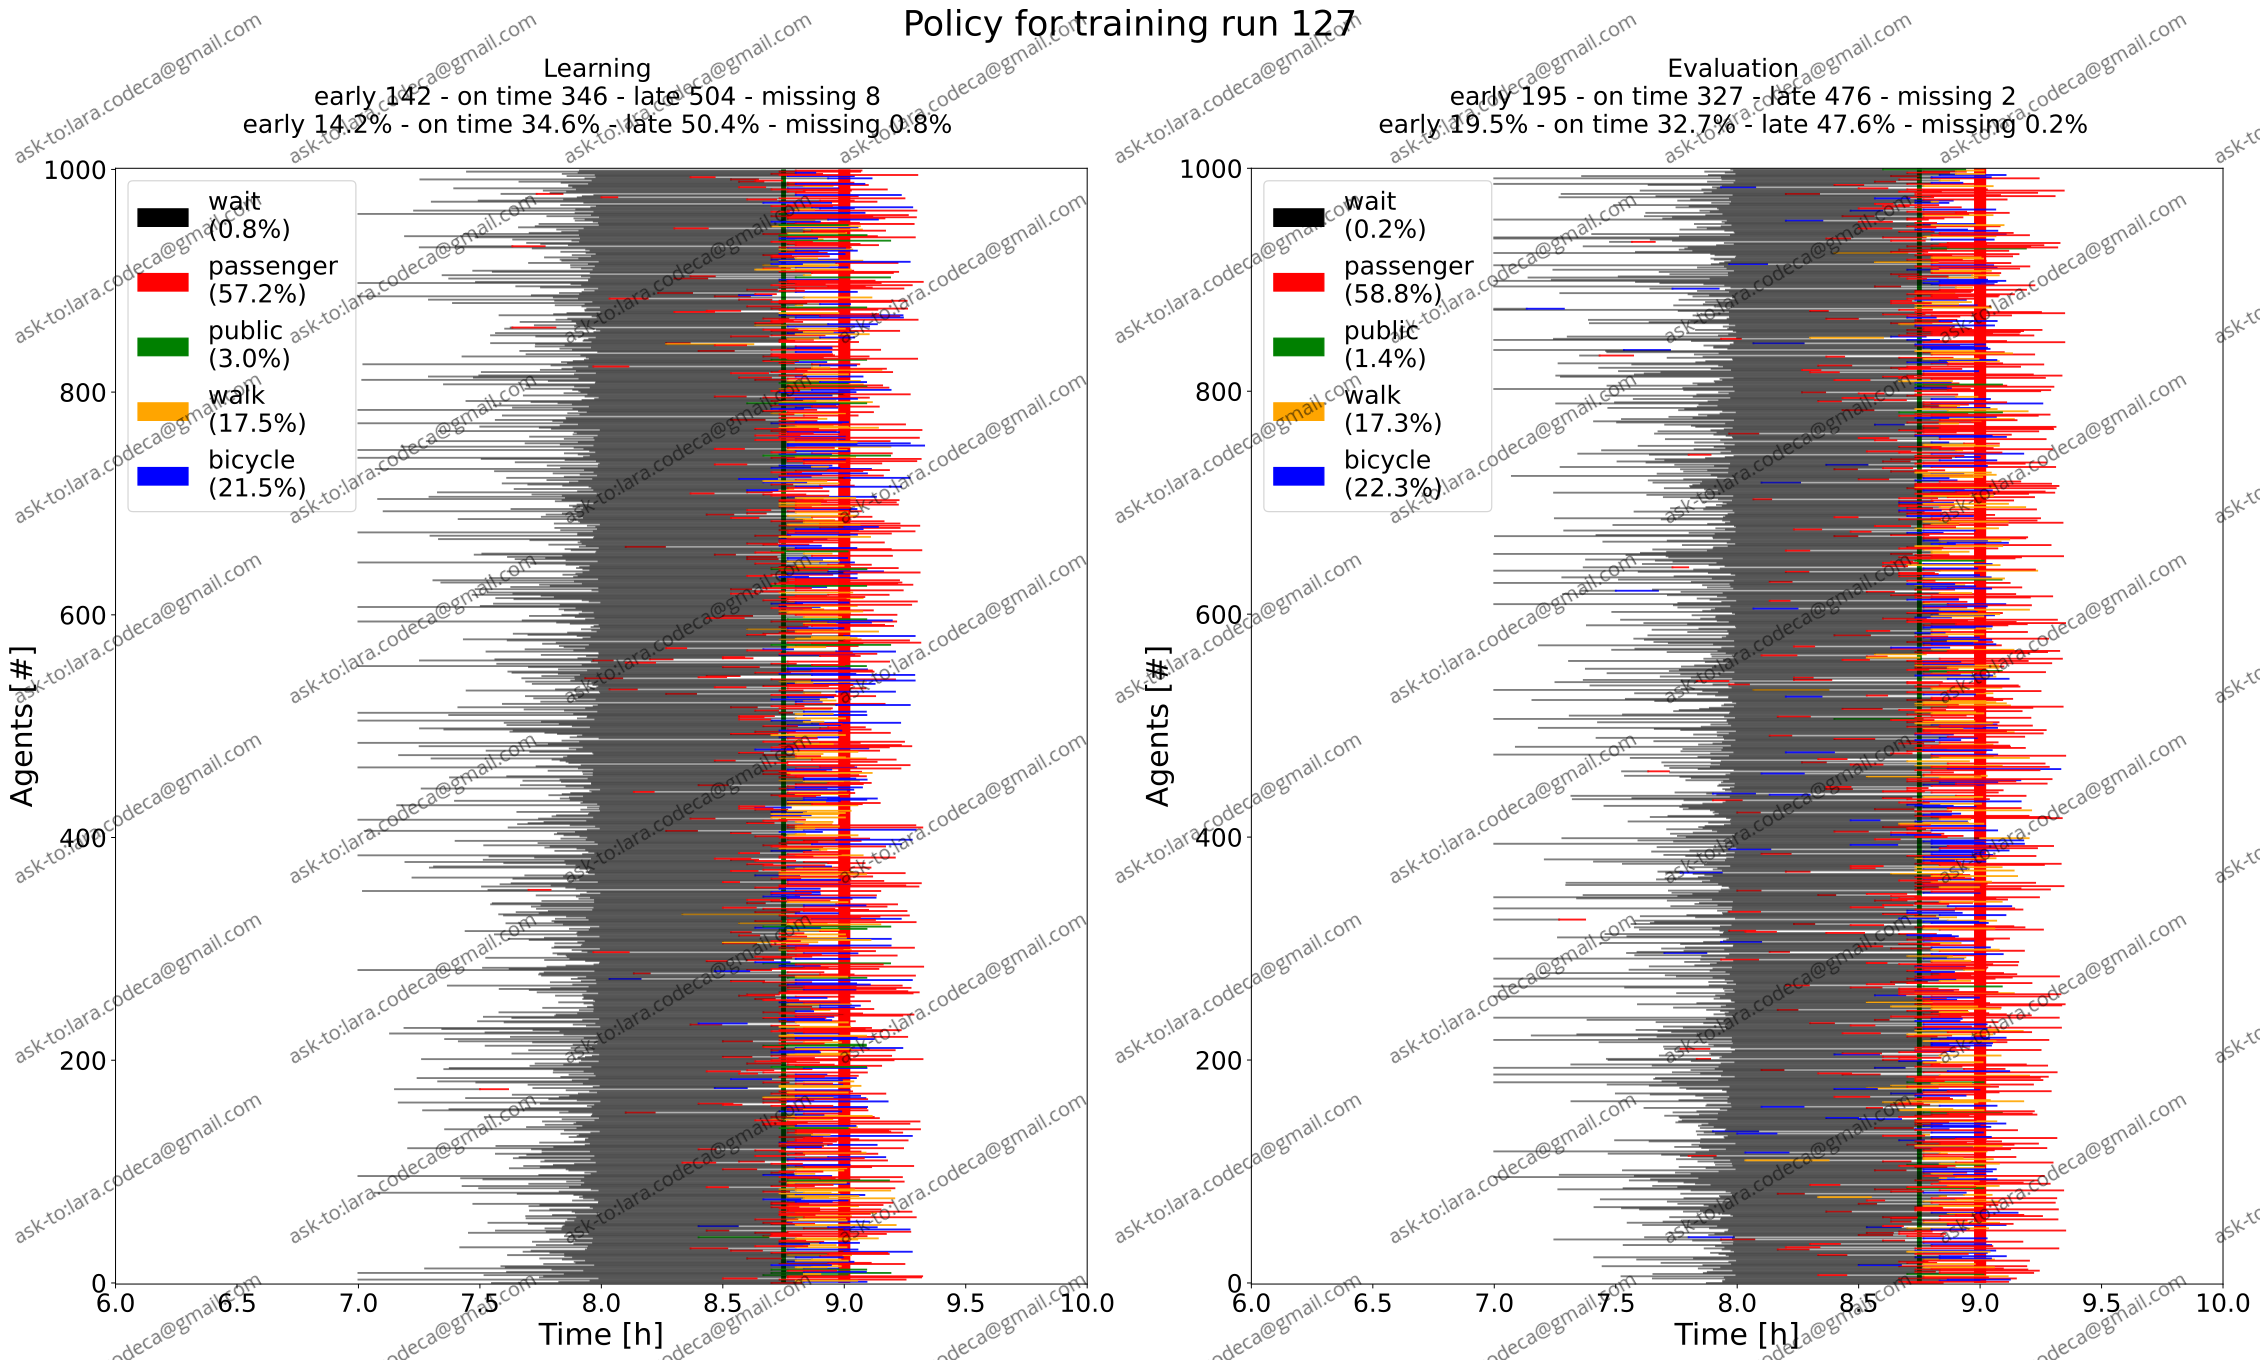 Policy for training run 127
Learning
early 142 - on time 346 - late 504 - missing 8
early 14.2% - on time 34.6% - late 50.4% - missing 0.8%
1000
800
600
400
200
0
Agents [#]
wait
(0.8%)
passenger
(57.2%)
public
(3.0%)
walk
(17.5%)
bicycle
(21.5%)
6.0 6.5 7.0 7.5 8.0 8.5 9.0 9.5 10.0
Time [h]
Evaluation
early 195 - on time 327 - late 476 - missing 2
early 19.5% - on time 32.7% - late 47.6% - missing 0.2%
1000
800
600
400
200
0
Agents [#]
wait
(0.2%)
passenger
(58.8%)
public
(1.4%)
walk
(17.3%)
bicycle
(22.3%)
6.0 6.5 7.0 7.5 8.0 8.5 9.0 9.5 10.0
Time [h]
ask-to:lara.codeca@gmail.com